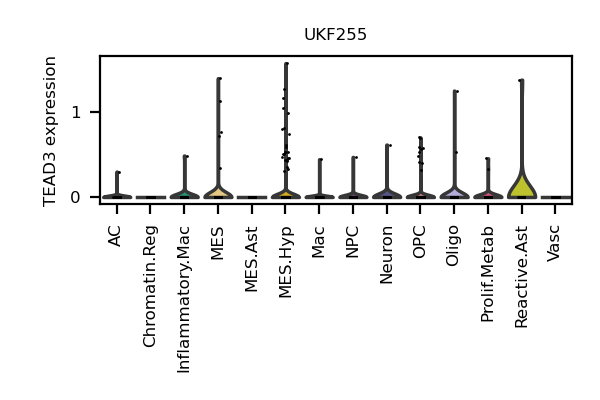 UKF255
TEAD3 expression
1
0
AC
Chromatin.Reg
Inflammatory.Mac
MES
MES.Ast
MES.Hyp
Mac
NPC
Neuron
OPC
Oligo
Prolif.Metab
Reactive.Ast
Vasc